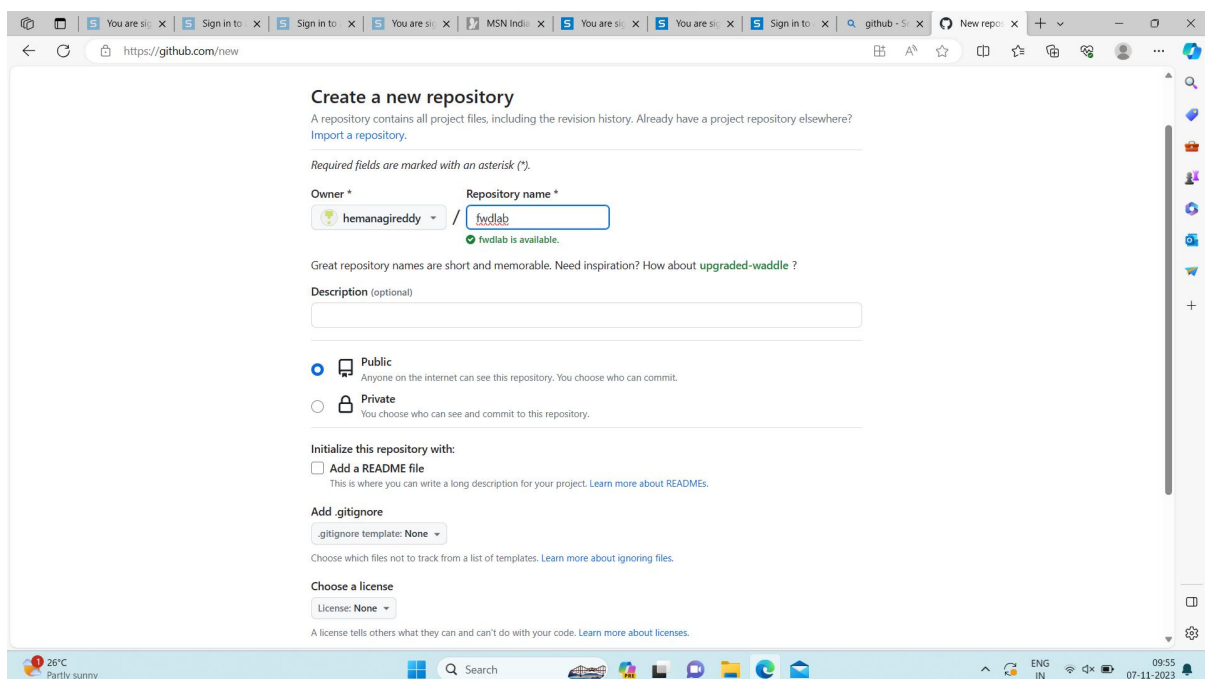 You are sig
Sign in to
Sign in to
You are sig
MSN India
You are sig
You are sig
Sign in to
github - Se
New repos
https://github.com/new
Create a new repository
A repository contains all project files, including the revision history. Already have a project repository elsewhere?
Import a repository.
Required fields are marked with an asterisk (*).
Owner * Repository name *
hemanagireddy / fwdlab
fwdlab is available.
Great repository names are short and memorable. Need inspiration? How about upgraded-waddle ?
Description (optional)
Public
Anyone on the internet can see this repository. You choose who can commit.
Private
You choose who can see and commit to this repository.
Initialize this repository with:
Add a README file
This is where you can write a long description for your project. Learn more about READMEs.
Add .gitignore
.gitignore template: None
Choose which files not to track from a list of templates. Learn more about ignoring files.
Choose a license
License: None
A license tells others what they can and can't do with your code. Learn more about licenses.
1
26°C
Partly sunny
Search
PRE
ENG
IN
09:55
07-11-2023